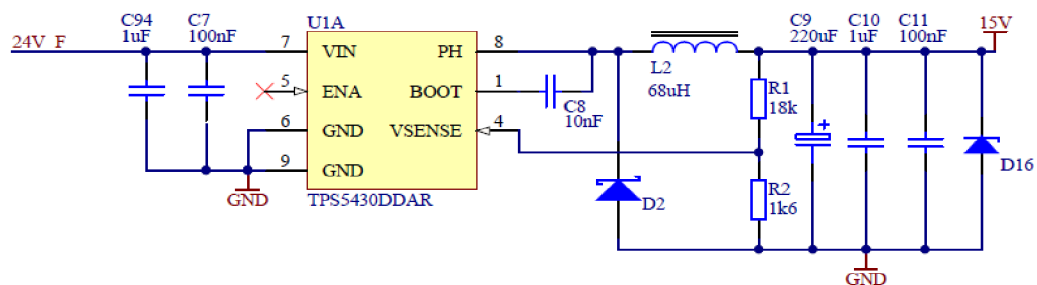 24V_F
C94
1uF
C7
100nF
U1A
7
VIN
PH
8
5
ENA
BOOT
1
6
GND
VSENSE
4
9
GND
TPS5430DDAR
GND
C8
10nF
D2
L2
68uH
R1
18k
R2
1k6
C9
220uF
+
C10
1uF
C11
100nF
15V
D16
GND